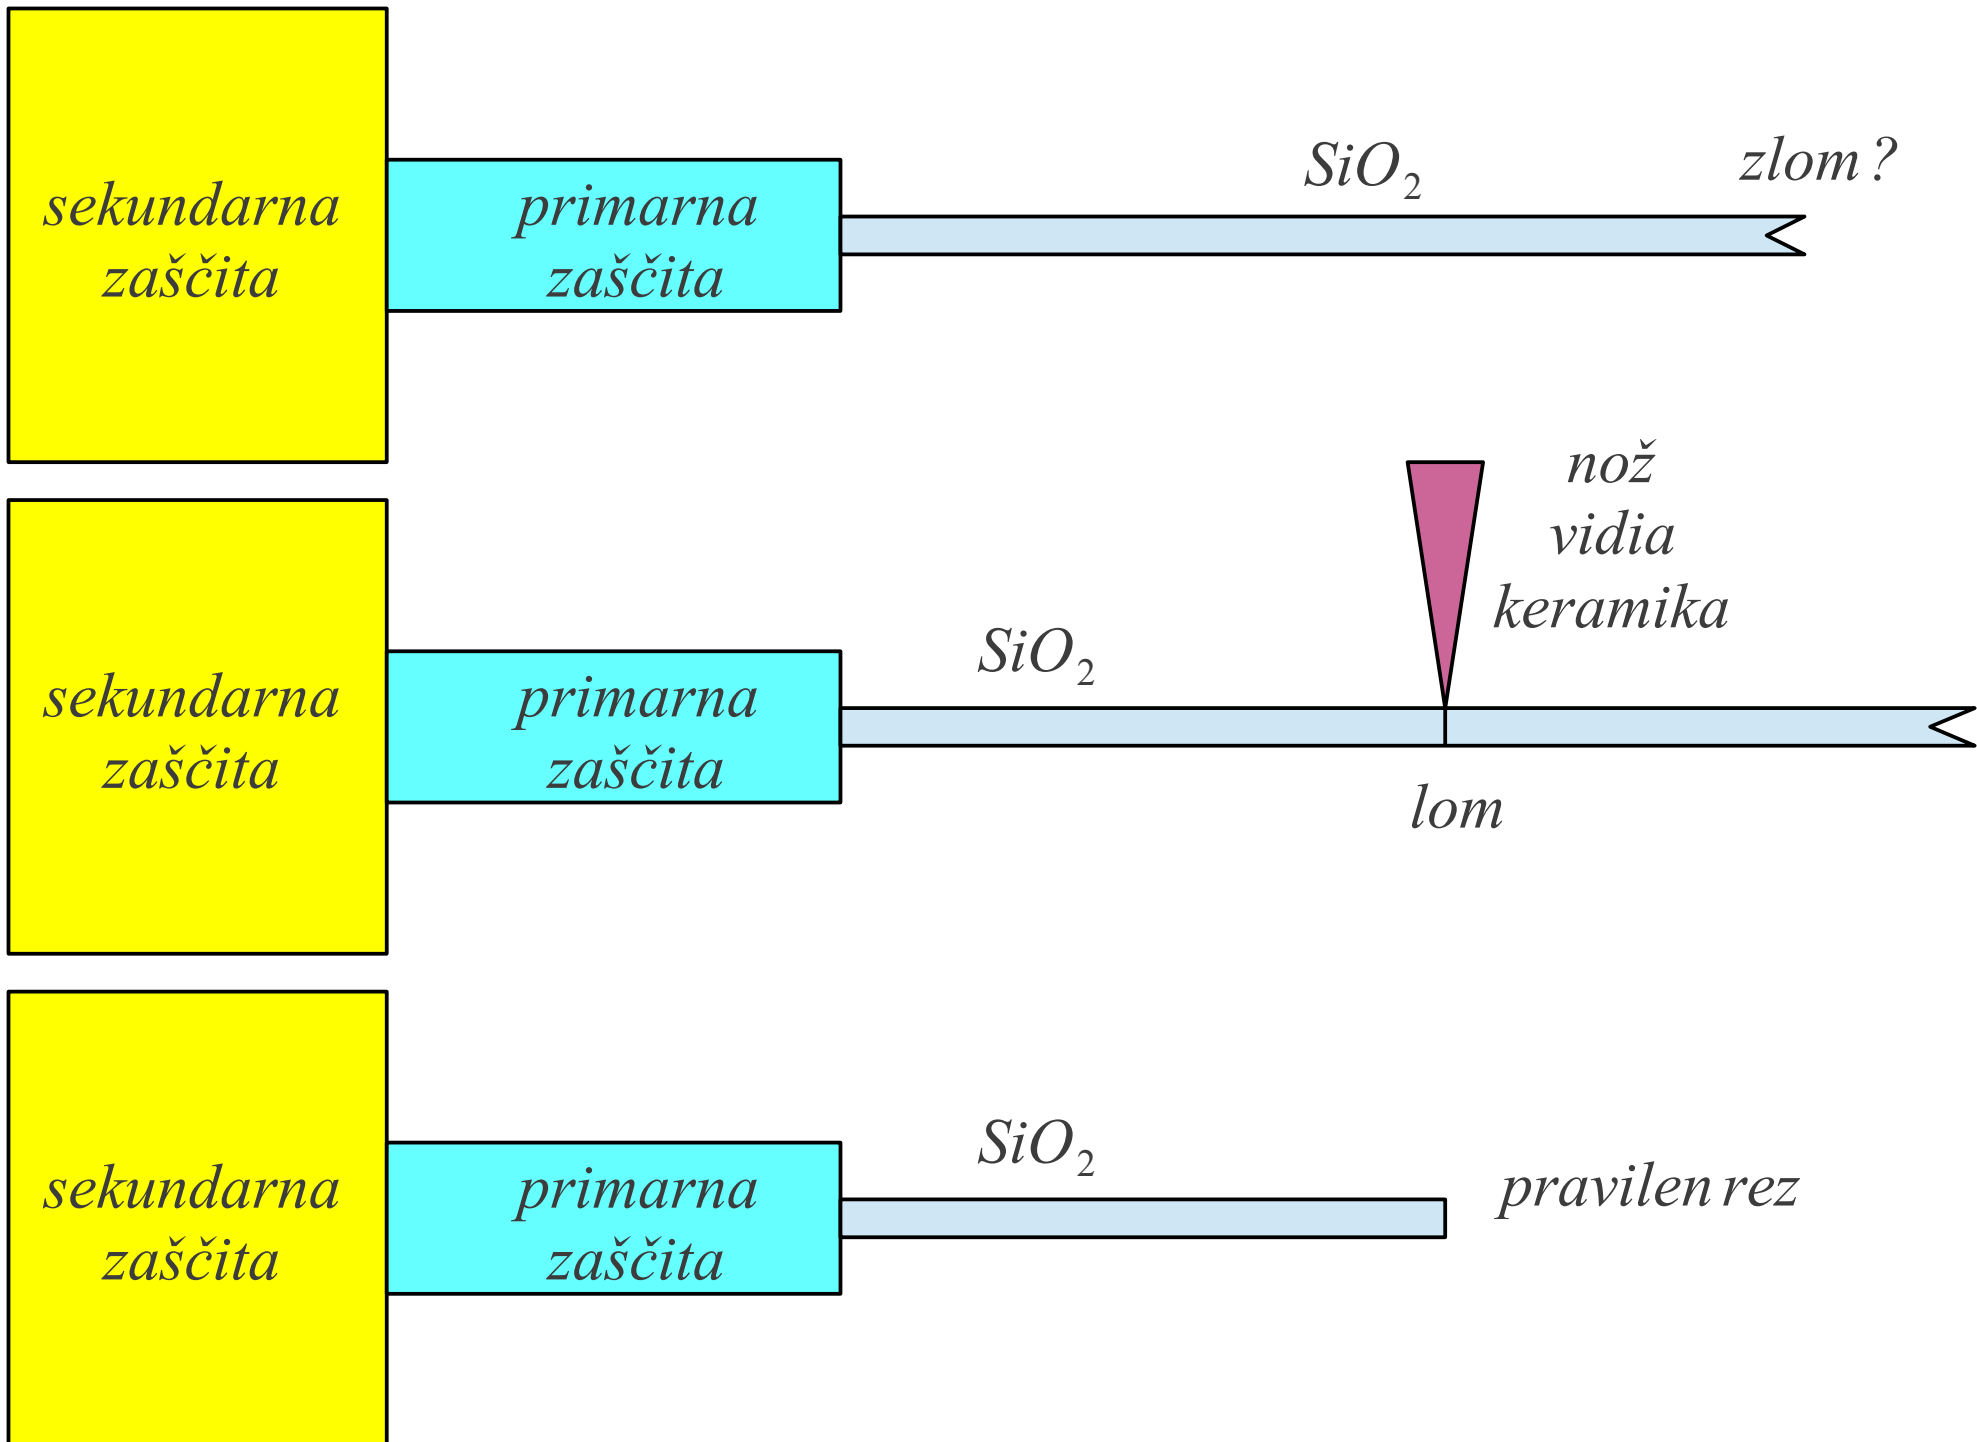 sekundarna
zaščita
primarna
zaščita
SiO₂
zlom?
sekundarna
zaščita
primarna
zaščita
SiO₂
nož
vidia
keramika
lom
sekundarna
zaščita
primarna
zaščita
SiO₂
pravilen rez